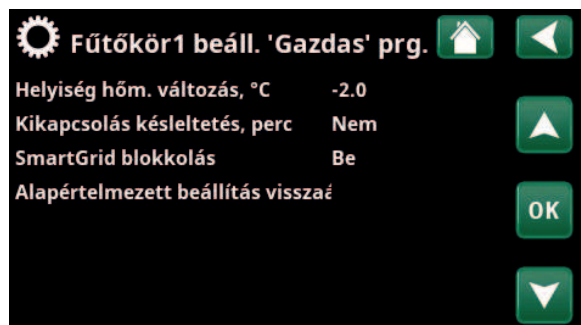 Fűtőkör1 beáll. 'Gazdas' prg.
Helyiség hőm. változás, °C -2.0
Kikapcsolás késleltetés, perc Nem
SmartGrid blokkolás Be
Alapértelmezett beállítás visszaá
OK